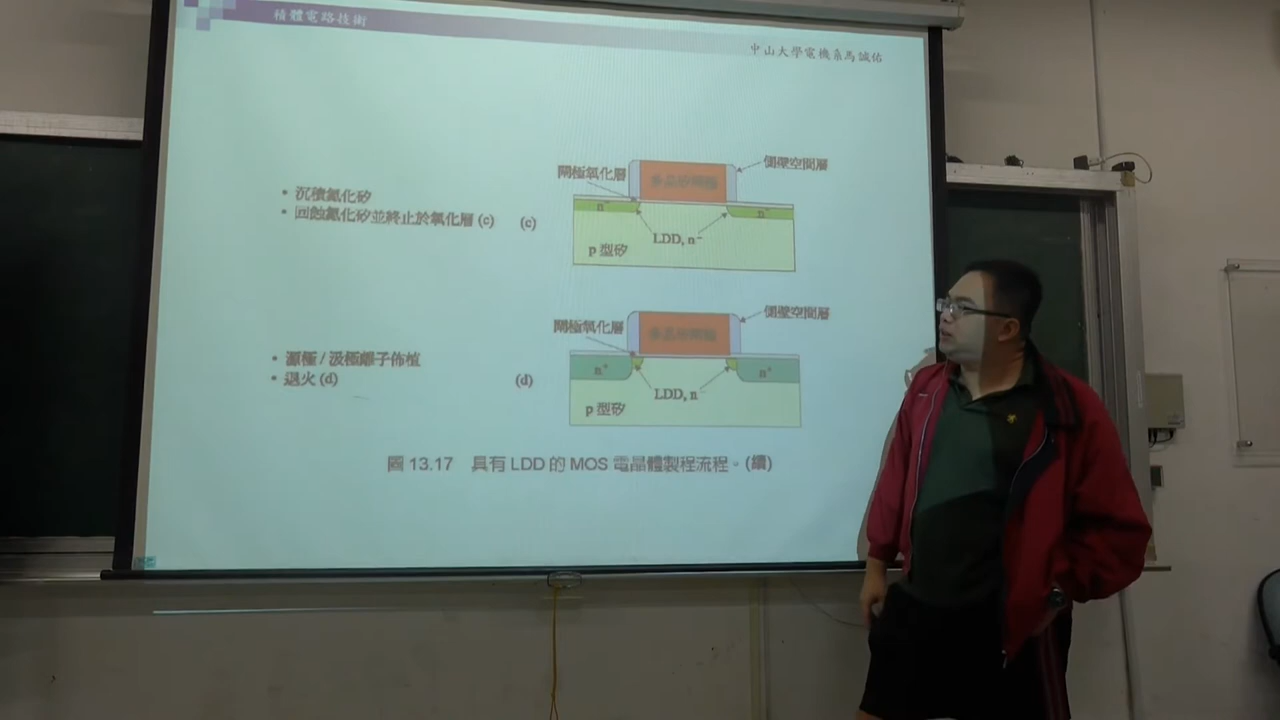 積體電路技術
中山大學電機系馬誠佑
• 沉積氮化矽
• 回蝕氮化矽並終止於氧化層 (c)
(c)
閘極氧化層
側壁空間層
n⁻
n⁻
LDD, n⁻
p 型矽
• 源極 / 汲極離子佈植
• 退火 (d)
(d)
閘極氧化層
側壁空間層
n⁺
n⁺
LDD, n⁻
p 型矽
圖 13.17 具有 LDD 的 MOS 電晶體製程流程。(續)